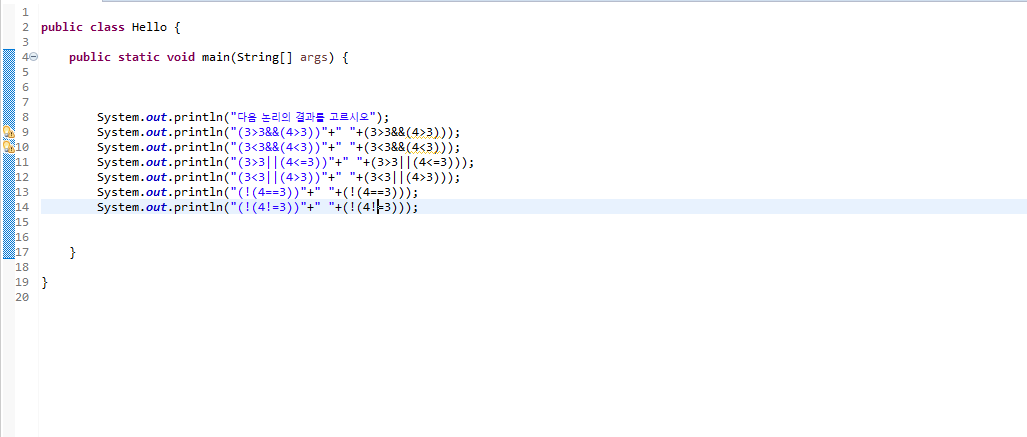 1
2 public class Hello {
3
4 public static void main(String[] args) {
5
6
7
8 System.out.println("다음 논리의 결과를 고르시오");
9 System.out.println("(3>3&&(4>3))"+" "+(3>3&&(4>3)));
10 System.out.println("(3<3&&(4<3))"+" "+(3<3&&(4<3)));
11 System.out.println("(3>3||(4<=3))"+" "+(3>3||(4<=3)));
12 System.out.println("(3<3||(4>3))"+" "+(3<3||(4>3)));
13 System.out.println("(!(4==3))"+" "+(!(4==3)));
14 System.out.println("(!(4!=3))"+" "+(!(4!=3)));
15
16
17 }
18
19 }
20